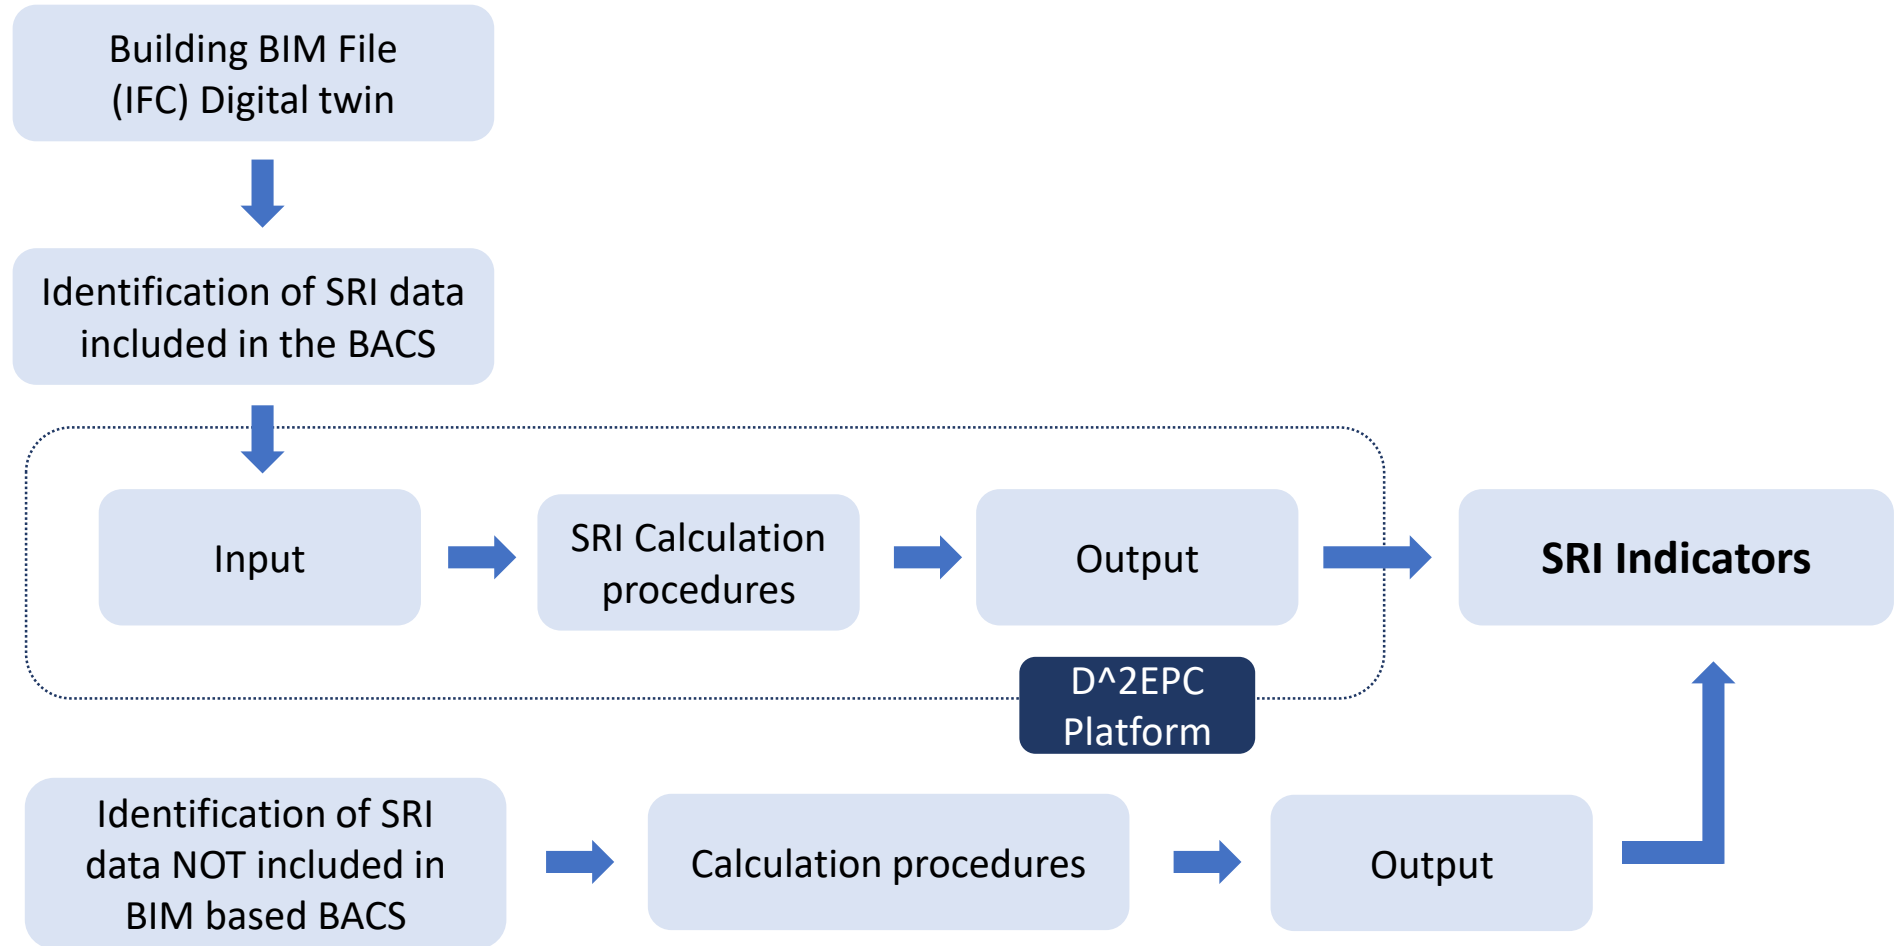 Building BIM File
(IFC) Digital twin
Identification of SRI data
included in the BACS
Input
SRI Calculation
procedures
Output
SRI Indicators
D^2EPC
Platform
Identification of SRI
data NOT included in
BIM based BACS
Calculation procedures
Output